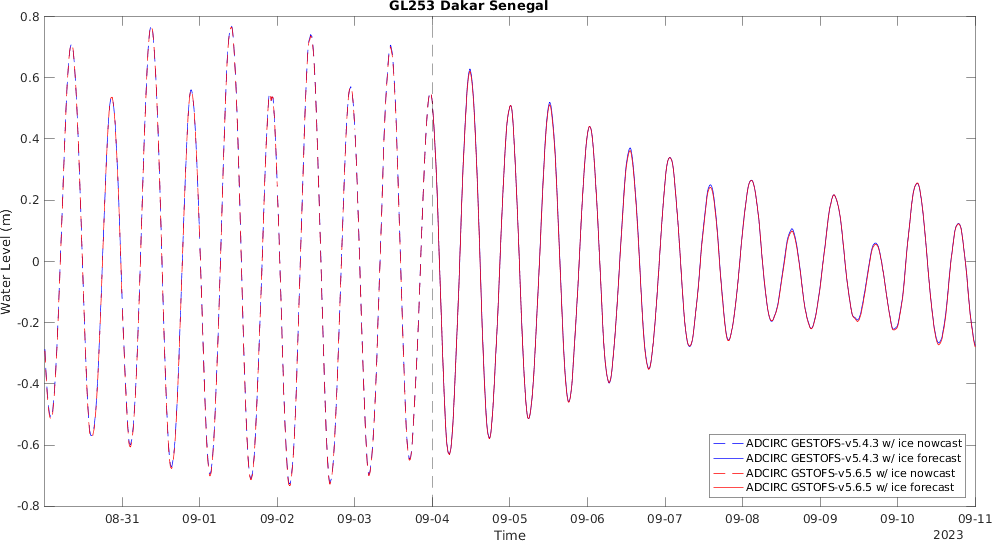 GL253 Dakar Senegal
0.8
0.6
0.4
0.2
0
-0.2
-0.4
-0.6
-0.8
Water Level (m)
ADCIRC GESTOFS-v5.4.3 w/ ice nowcast
ADCIRC GESTOFS-v5.4.3 w/ ice forecast
ADCIRC GSTOFS-v5.6.5 w/ ice nowcast
ADCIRC GSTOFS-v5.6.5 w/ ice forecast
08-31 09-01 09-02 09-03 09-04 09-05 09-06 09-07 09-08 09-09 09-10 09-11
Time
2023